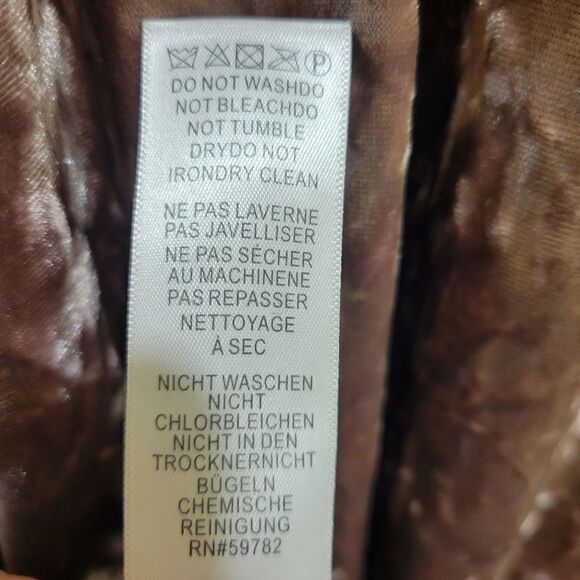 P
DO NOT WASHDO
NOT BLEACHDO
NOT TUMBLE
DRYDO NOT
IRONDRY CLEAN
NE PAS LAVERNE
PAS JAVELLISER
NE PAS SÉCHER
AU MACHINENE
PAS REPASSER
NETTOYAGE
À SEC
NICHT WASCHEN
NICHT
CHLORBLEICHEN
NICHT IN DEN
TROCKNERNICHT
BÜGELN
CHEMISCHE
REINIGUNG
RN#59782